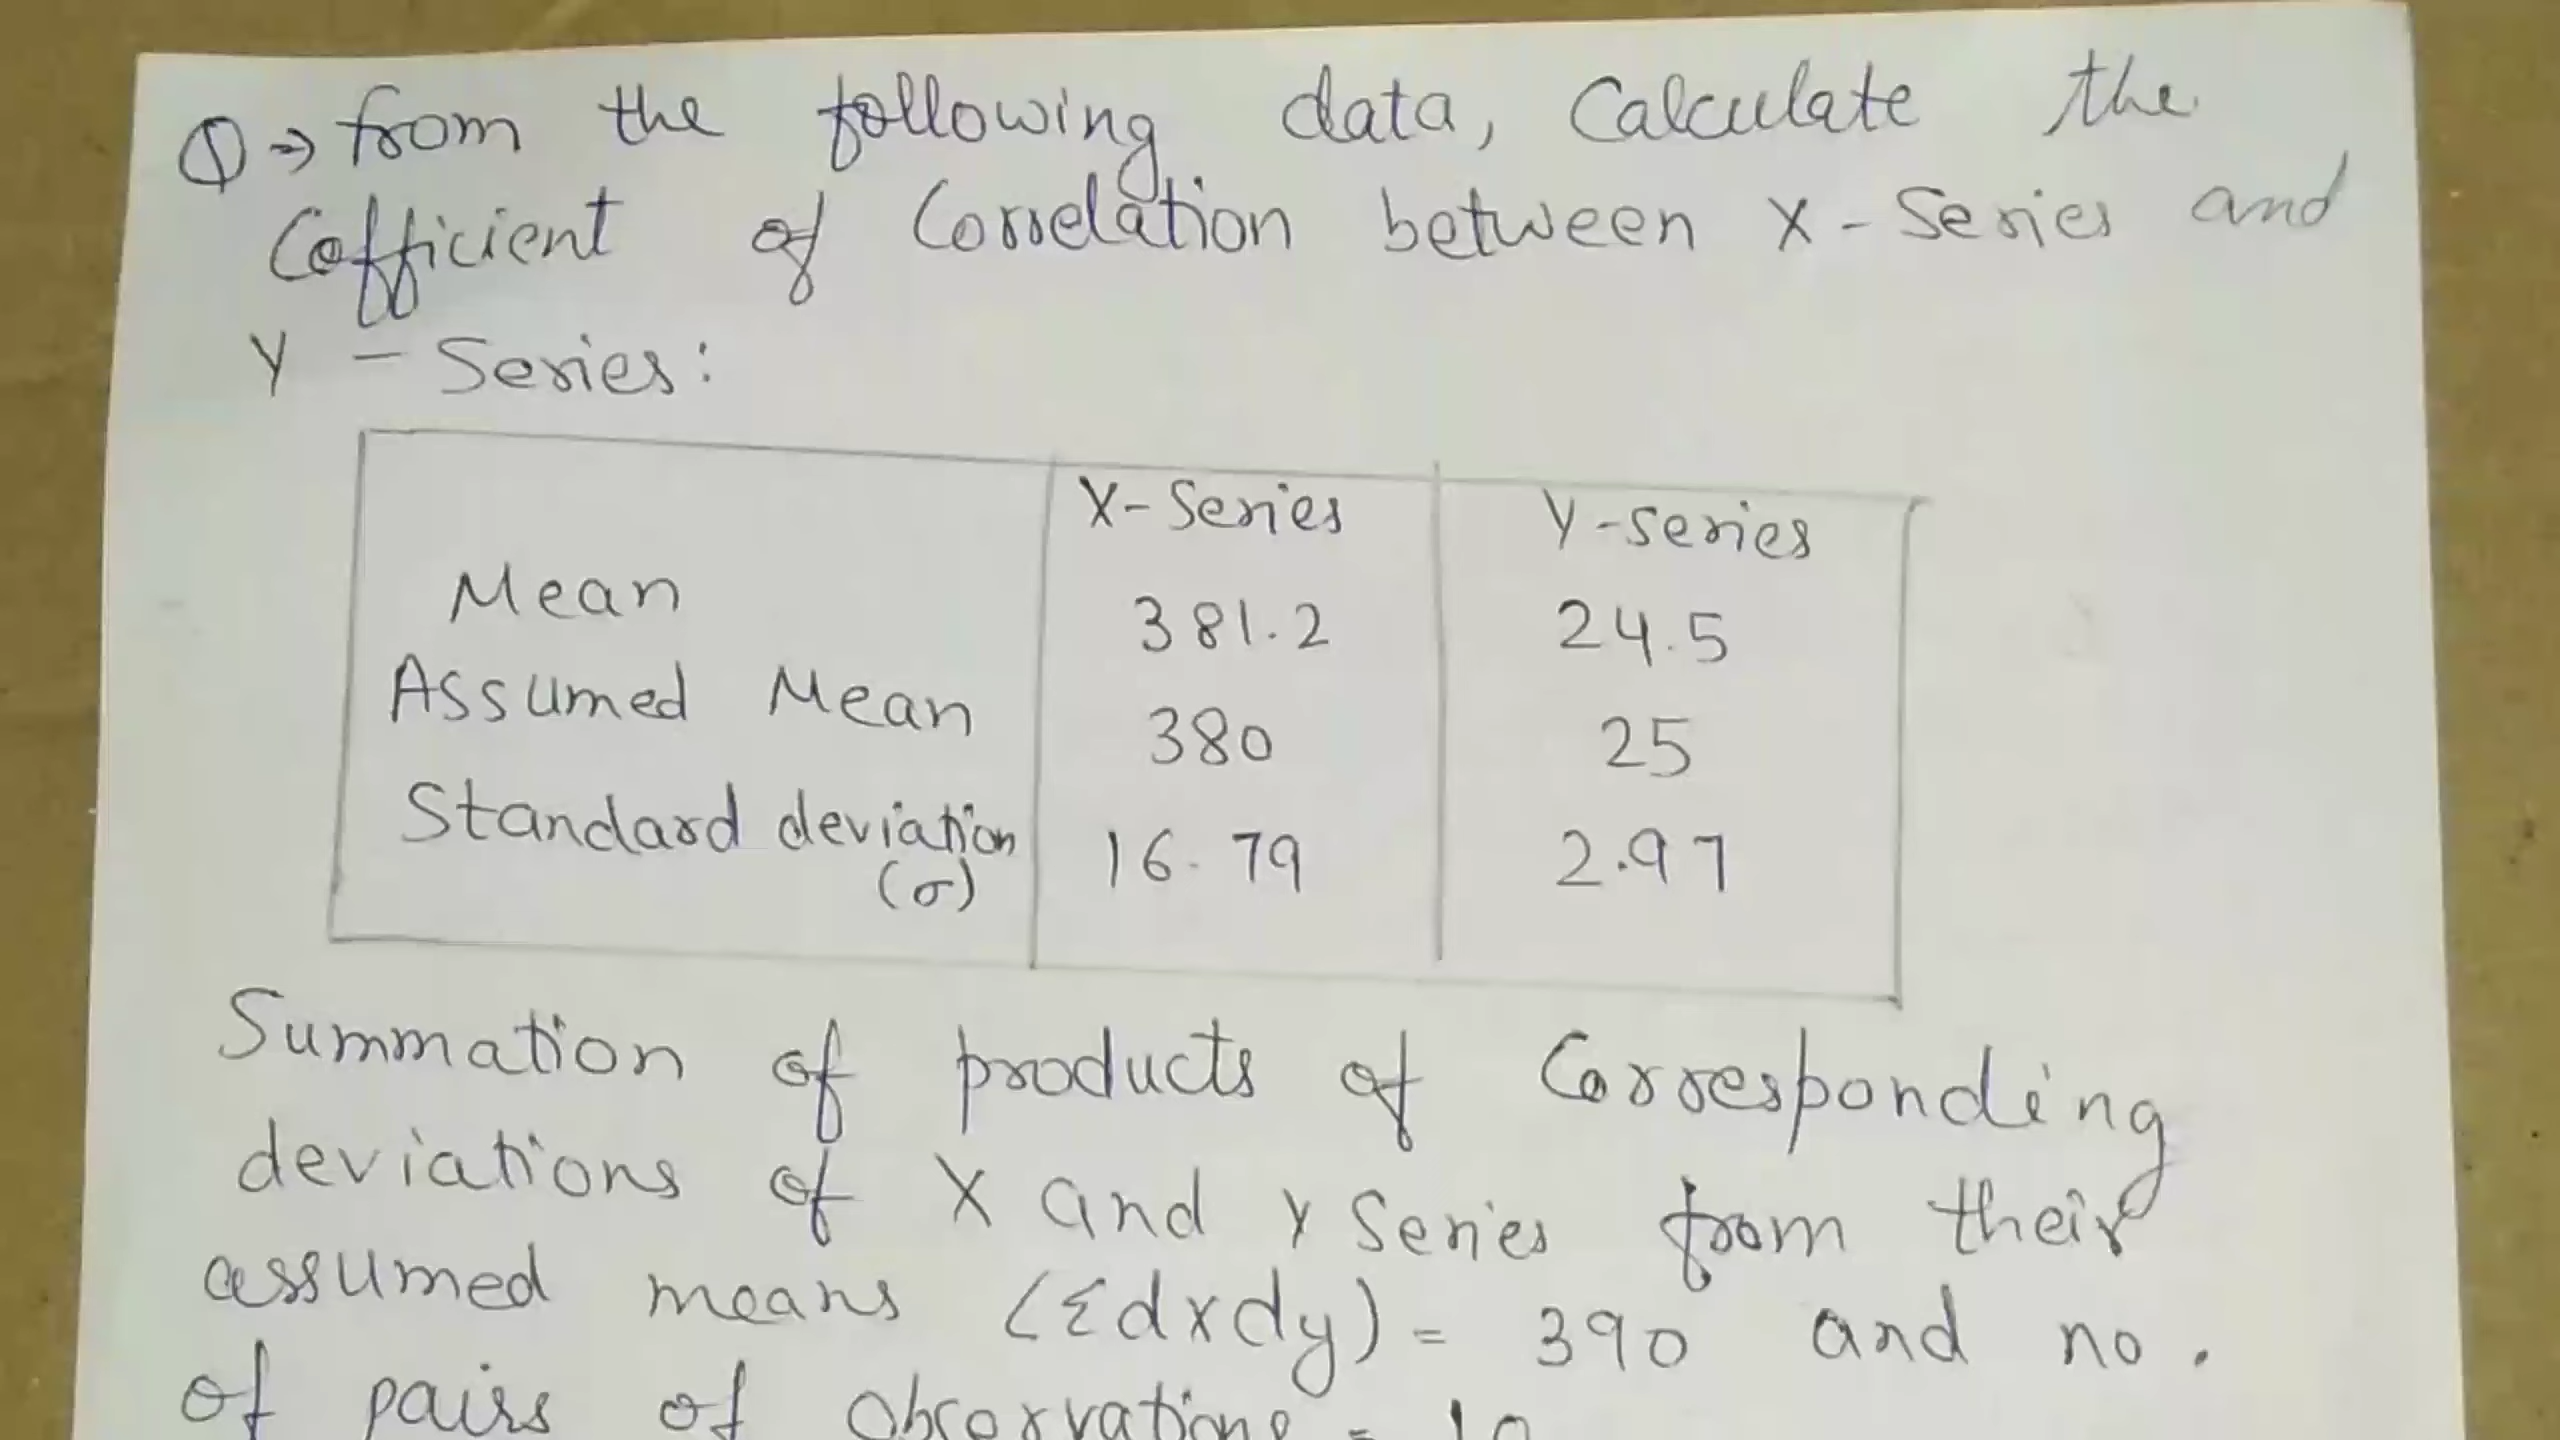 Q → from the following data, Calculate the
Cofficient of Correlation between X - Series and
Y - Series:
X- Series Y -series
Mean 381.2 24.5
Assumed Mean 380 25
Standard deviation (σ) 16.79 2.97
Summation of products of Corresponding
deviations of X and Y Series from their
assumed means (Σdxdy) = 390 and no.
of pairs of observations = 10